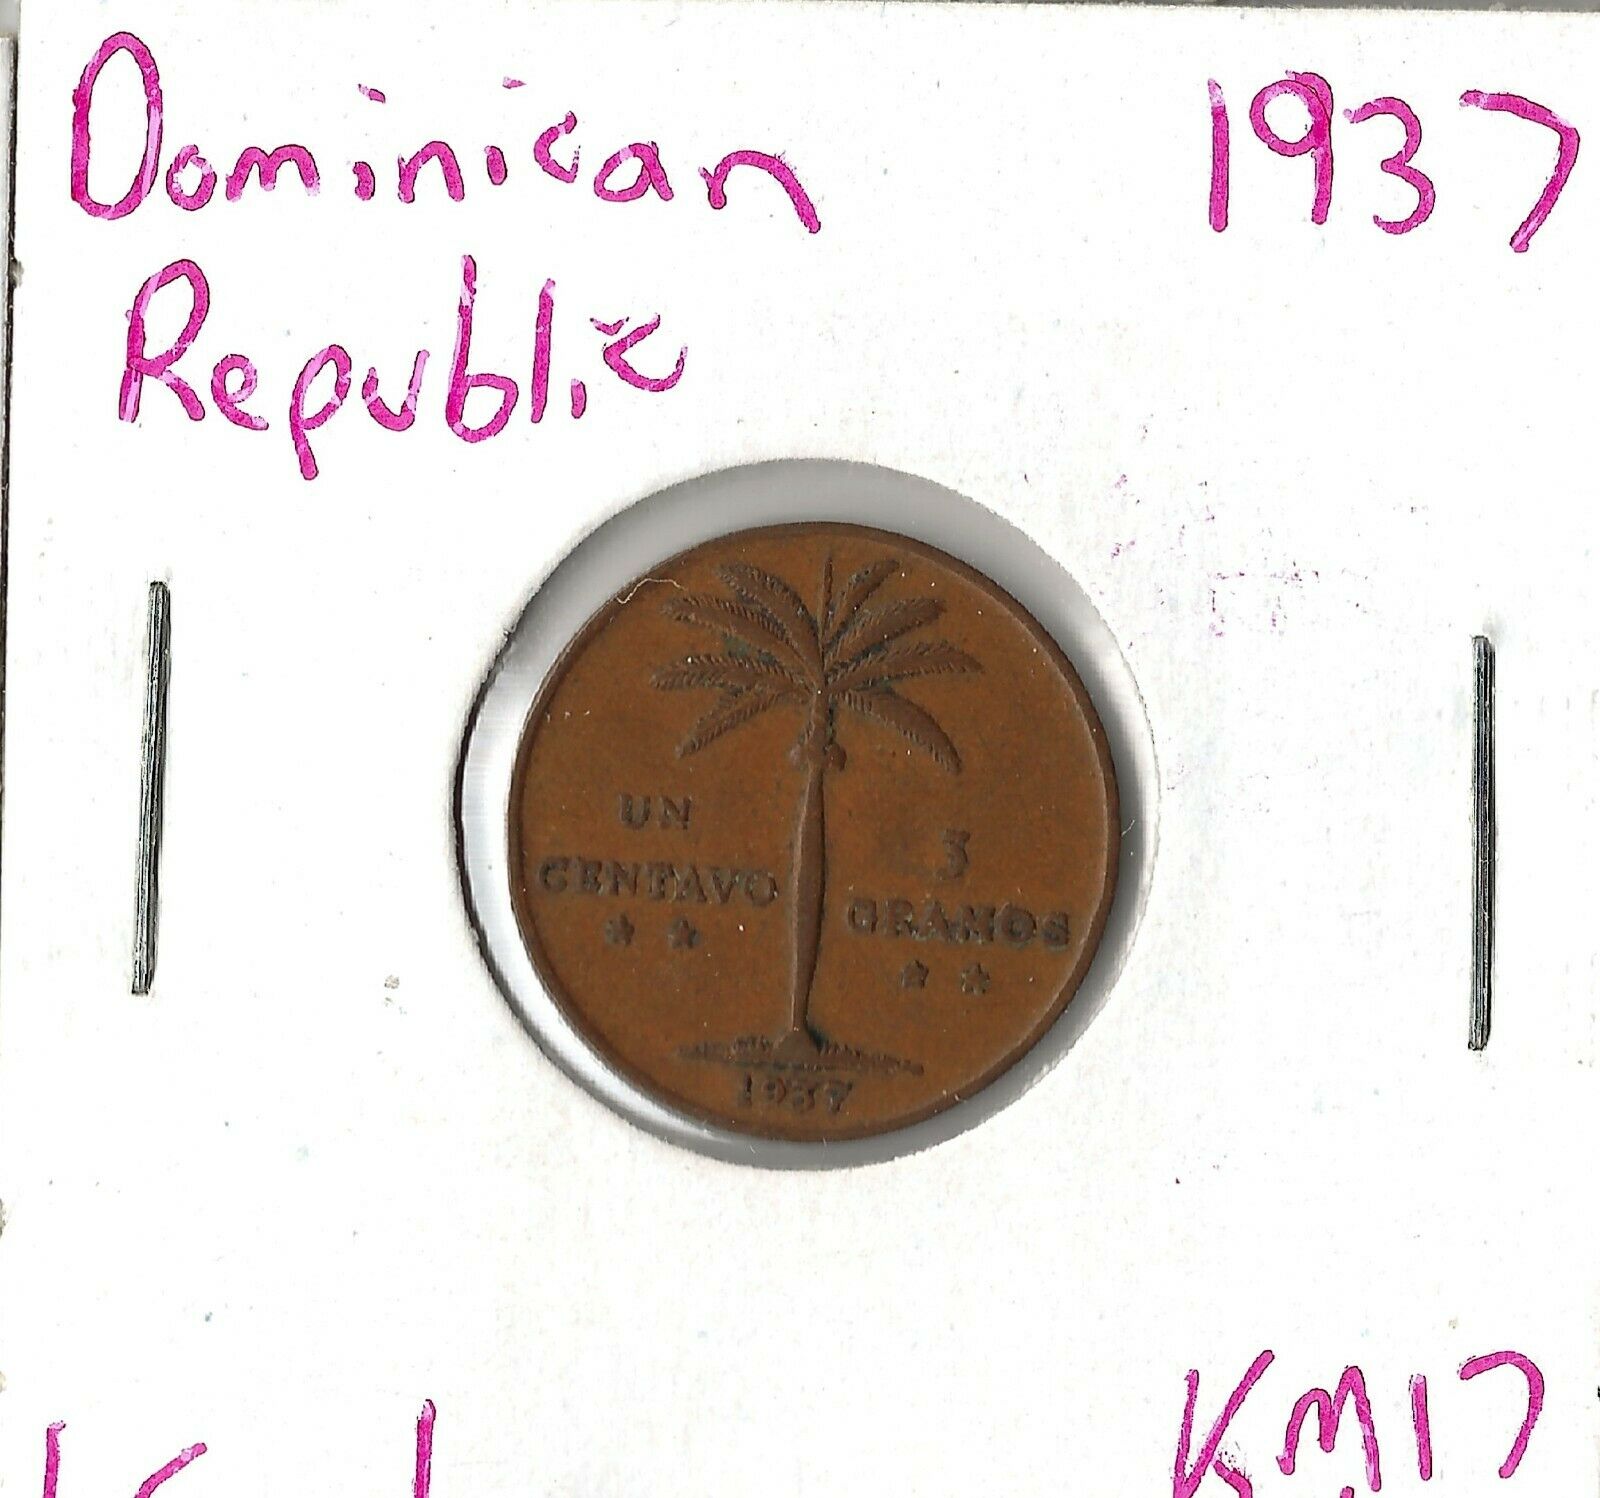 Dominican 1937
Republic
UN
CENTAVO
3
GRAMOS
1937
KM17